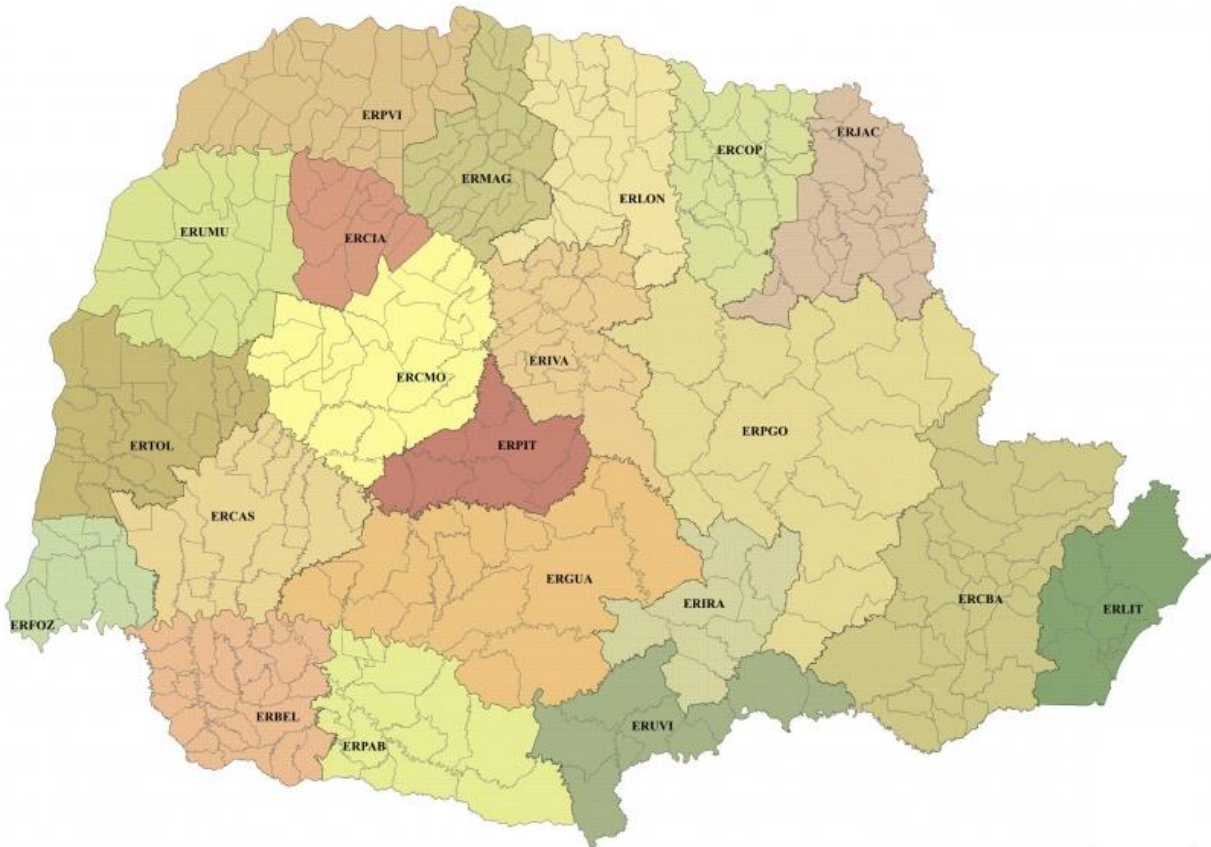 ERPVI
ERJAC
ERCOP
ERMAG
ERLON
ERUMU
ERCIA
ERIVA
ERCMO
ERPGO
ERTOL
ERPIT
ERCAS
ERGUA
ERCBA
ERIRA
ERLIT
ERFOZ
ERBEL
ERUVI
ERPAB